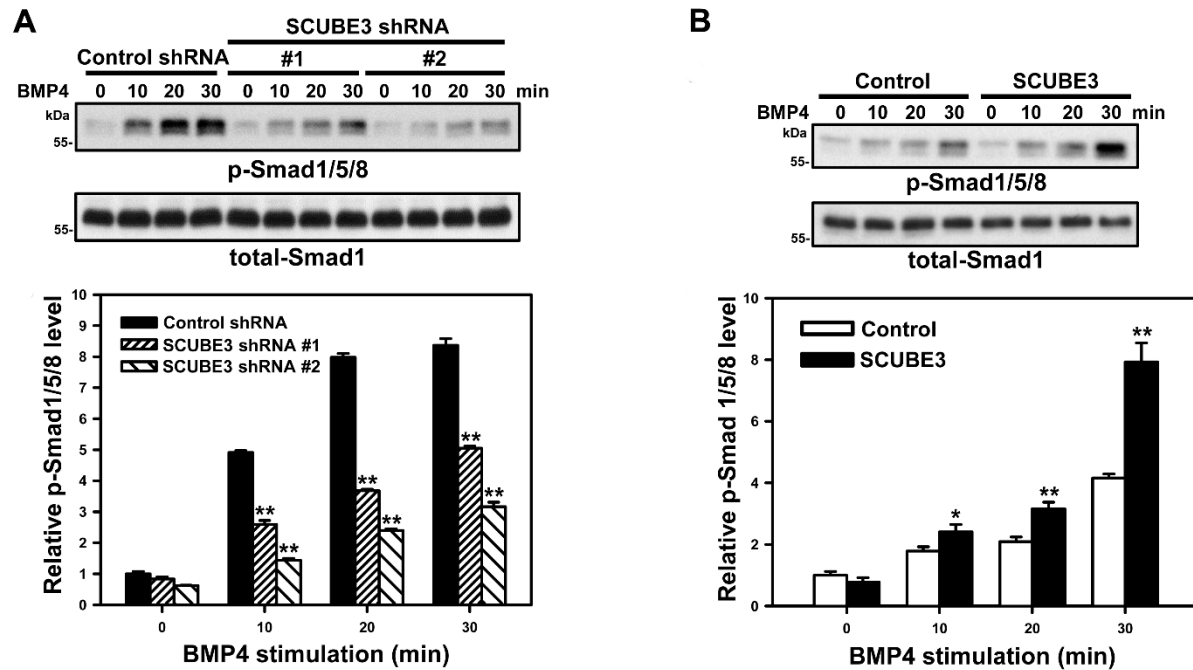 A
SCUBE3 shRNA
Control shRNA #1 #2
BMP4 0 10 20 30 0 10 20 30 0 10 20 30 min
kDa
55-
p-Smad1/5/8
55-
total-Smad1
Relative p-Smad1/5/8 level
10
9
8
7
6
5
4
3
2
1
0
Control shRNA
SCUBE3 shRNA #1
SCUBE3 shRNA #2
** ** ** ** ** **
0 10 20 30
BMP4 stimulation (min)
B
Control SCUBE3
BMP4 0 10 20 30 0 10 20 30 min
kDa
55-
p-Smad1/5/8
55-
total-Smad1
Relative p-Smad 1/5/8 level
10
8
6
4
2
0
Control
SCUBE3
* ** **
0 10 20 30
BMP4 stimulation (min)